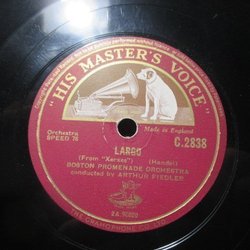 "HIS MASTER'S VOICE"
Made in England
Orchestra
SPEED 78
C.2838
LARGO
(From "Xerxes") (Handel)
BOSTON PROMENADE ORCHESTRA
conducted by ARTHUR FIEDLER
THE GRAMOPHONE CO. LTD.